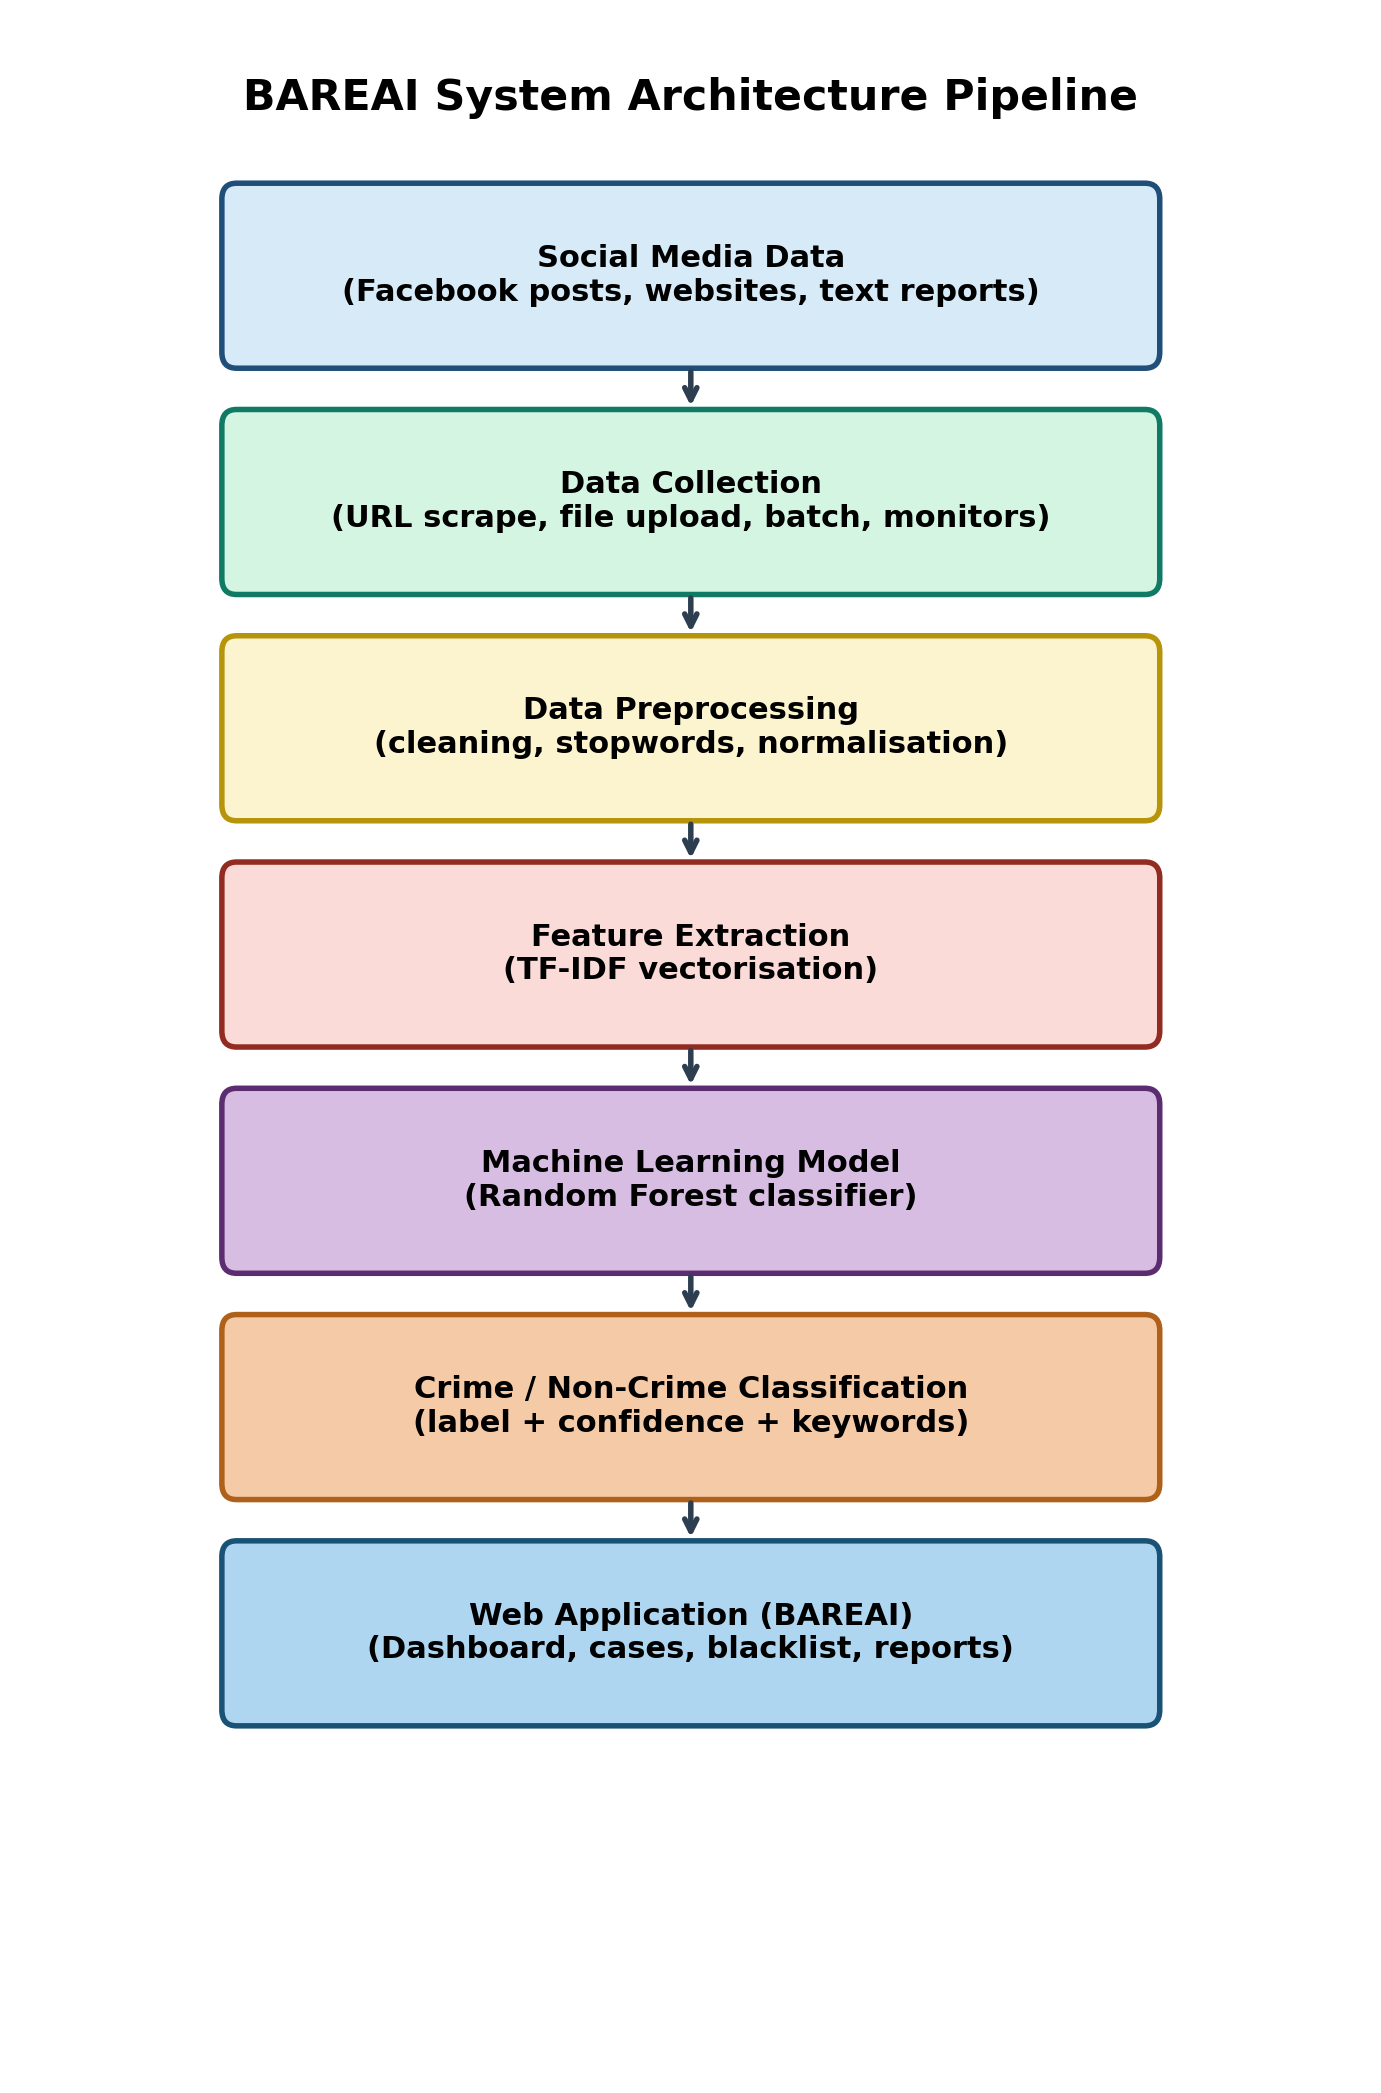 BAREAI System Architecture Pipeline
Social Media Data
(Facebook posts, websites, text reports)
Data Collection
(URL scrape, file upload, batch, monitors)
Data Preprocessing
(cleaning, stopwords, normalisation)
Feature Extraction
(TF-IDF vectorisation)
Machine Learning Model
(Random Forest classifier)
Crime / Non-Crime Classification
(label + confidence + keywords)
Web Application (BAREAI)
(Dashboard, cases, blacklist, reports)